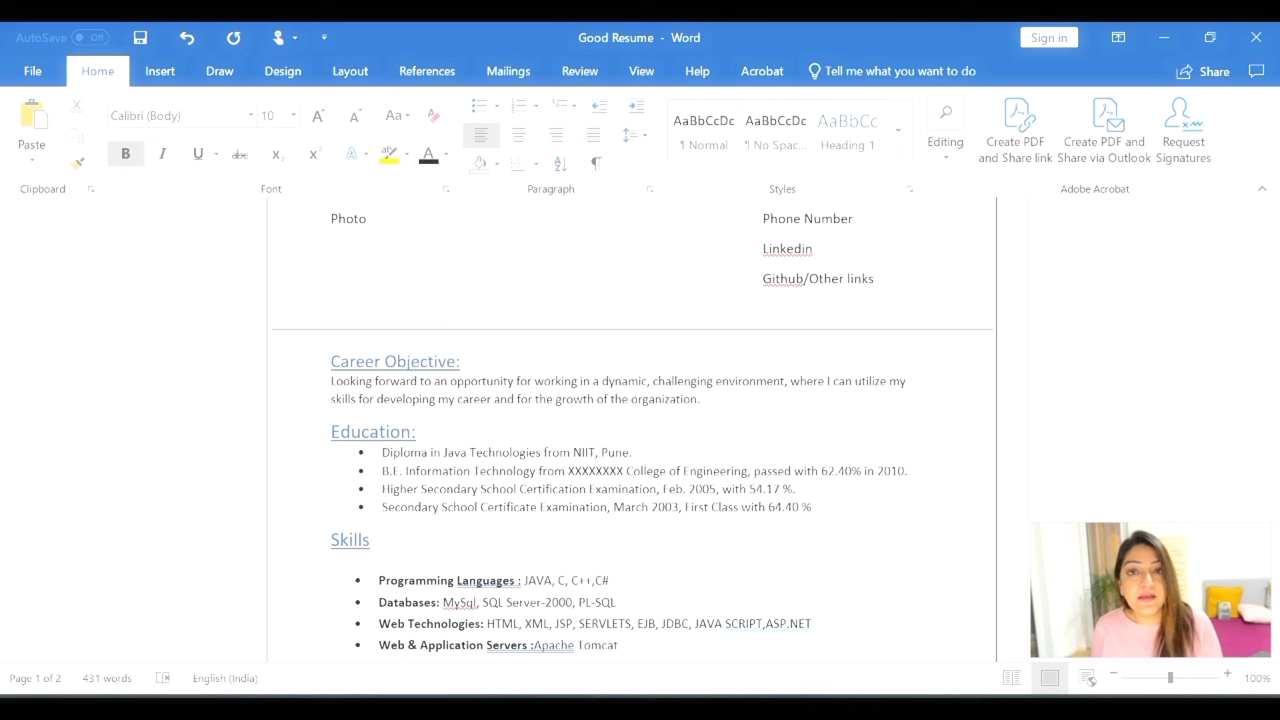 AutoSave Off Good Resume - Word Sign in
File Home Insert Draw Design Layout References Mailings Review View Help Acrobat Tell me what you want to do Share
Calibri (Body) 10 Aa AaBbCcDc AaBbCcDc AaBbCc
Paste B I U abc x₂ x² A A ¶ Normal ¶ No Spac... Heading 1 Editing Create PDF and Share link Create PDF and Share via Outlook Request Signatures
Clipboard Font Paragraph Styles Adobe Acrobat
Photo Phone Number
Linkedin
Github/Other links
Career Objective:
Looking forward to an opportunity for working in a dynamic, challenging environment, where I can utilize my
skills for developing my career and for the growth of the organization.
Education:
• Diploma in Java Technologies from NIIT, Pune.
• B.E. Information Technology from XXXXXXXX College of Engineering, passed with 62.40% in 2010.
• Higher Secondary School Certification Examination, Feb. 2005, with 54.17 %.
• Secondary School Certificate Examination, March 2003, First Class with 64.40 %
Skills
• Programming Languages : JAVA, C, C++,C#
• Databases: MySql, SQL Server-2000, PL-SQL
• Web Technologies: HTML, XML, JSP, SERVLETS, EJB, JDBC, JAVA SCRIPT,ASP.NET
• Web & Application Servers :Apache Tomcat
Page 1 of 2 431 words English (India) 100%